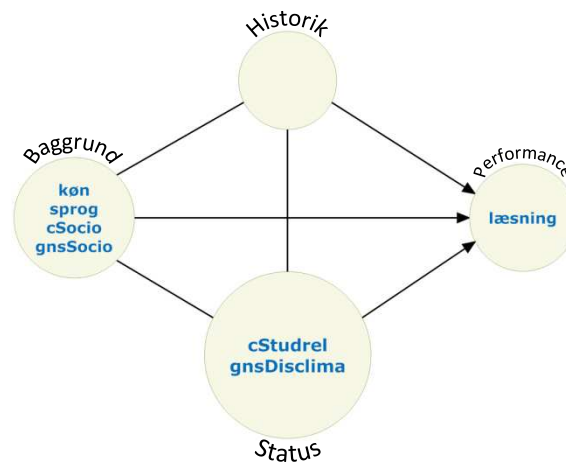 Historik
Baggrund
køn
sprog
cSocio
gnsSocio
Performance
læsning
cStudrel
gnsDisclima
Status